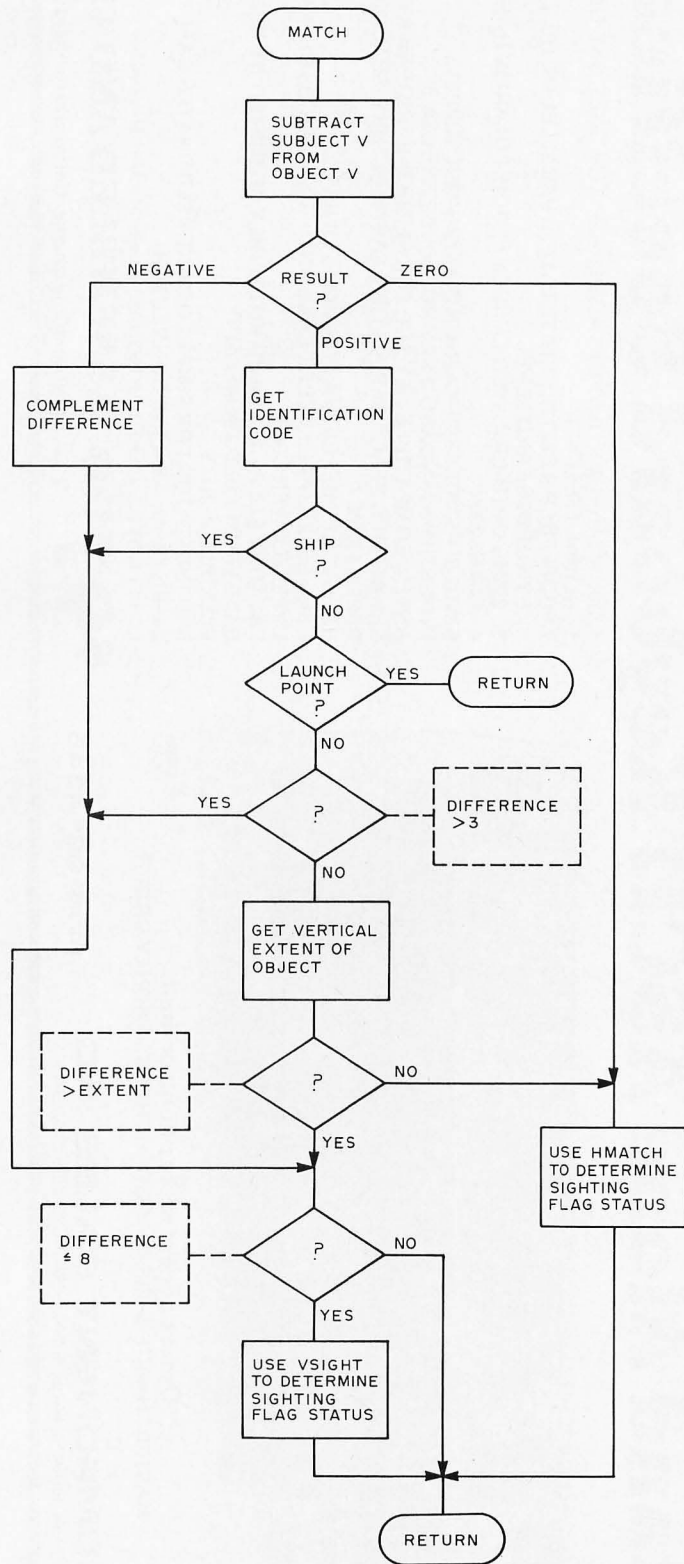 MATCH
SUBTRACT
SUBJECT V
FROM
OBJECT V
NEGATIVE
RESULT
?
ZERO
POSITIVE
COMPLEMENT
DIFFERENCE
GET
IDENTIFICATION
CODE
YES
SHIP
?
NO
LAUNCH
POINT
?
YES
RETURN
NO
YES
?
DIFFERENCE
>3
NO
GET VERTICAL
EXTENT OF
OBJECT
DIFFERENCE
>EXTENT
?
NO
YES
USE HMATCH
TO DETERMINE
SIGHTING
FLAG STATUS
DIFFERENCE
≤ 8
?
NO
YES
USE VSIGHT
TO DETERMINE
SIGHTING
FLAG STATUS
RETURN